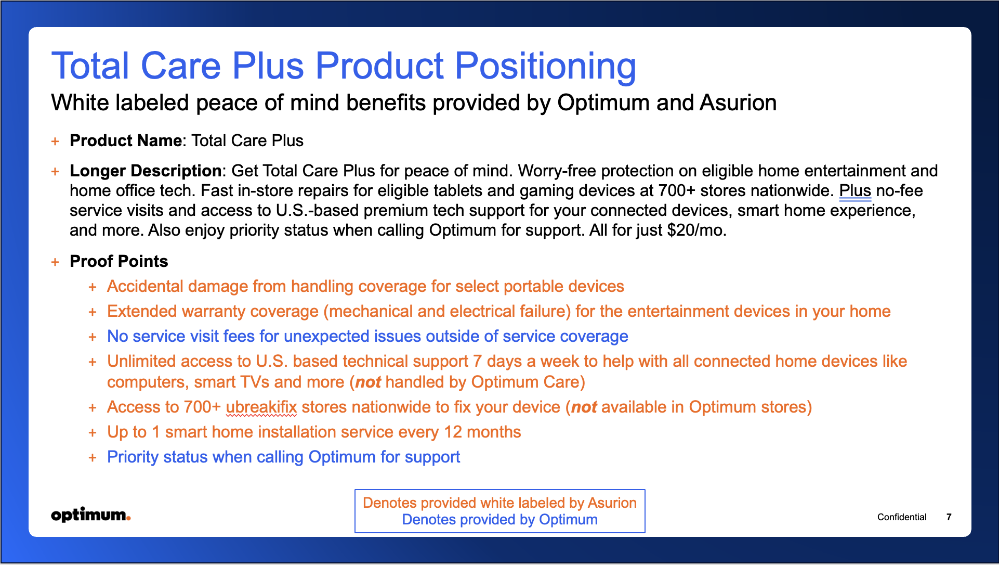 Total Care Plus Product Positioning
White labeled peace of mind benefits provided by Optimum and Asurion
+ Product Name: Total Care Plus
+ Longer Description: Get Total Care Plus for peace of mind. Worry-free protection on eligible home entertainment and
home office tech. Fast in-store repairs for eligible tablets and gaming devices at 700+ stores nationwide. Plus no-fee
service visits and access to U.S.-based premium tech support for your connected devices, smart home experience,
and more. Also enjoy priority status when calling Optimum for support. All for just $20/mo.
+ Proof Points
+ Accidental damage from handling coverage for select portable devices
+ Extended warranty coverage (mechanical and electrical failure) for the entertainment devices in your home
+ No service visit fees for unexpected issues outside of service coverage
+ Unlimited access to U.S. based technical support 7 days a week to help with all connected home devices like
computers, smart TVs and more (not handled by Optimum Care)
+ Access to 700+ ubreakifix stores nationwide to fix your device (not available in Optimum stores)
+ Up to 1 smart home installation service every 12 months
+ Priority status when calling Optimum for support
Denotes provided white labeled by Asurion
Denotes provided by Optimum
optimum.
Confidential 7